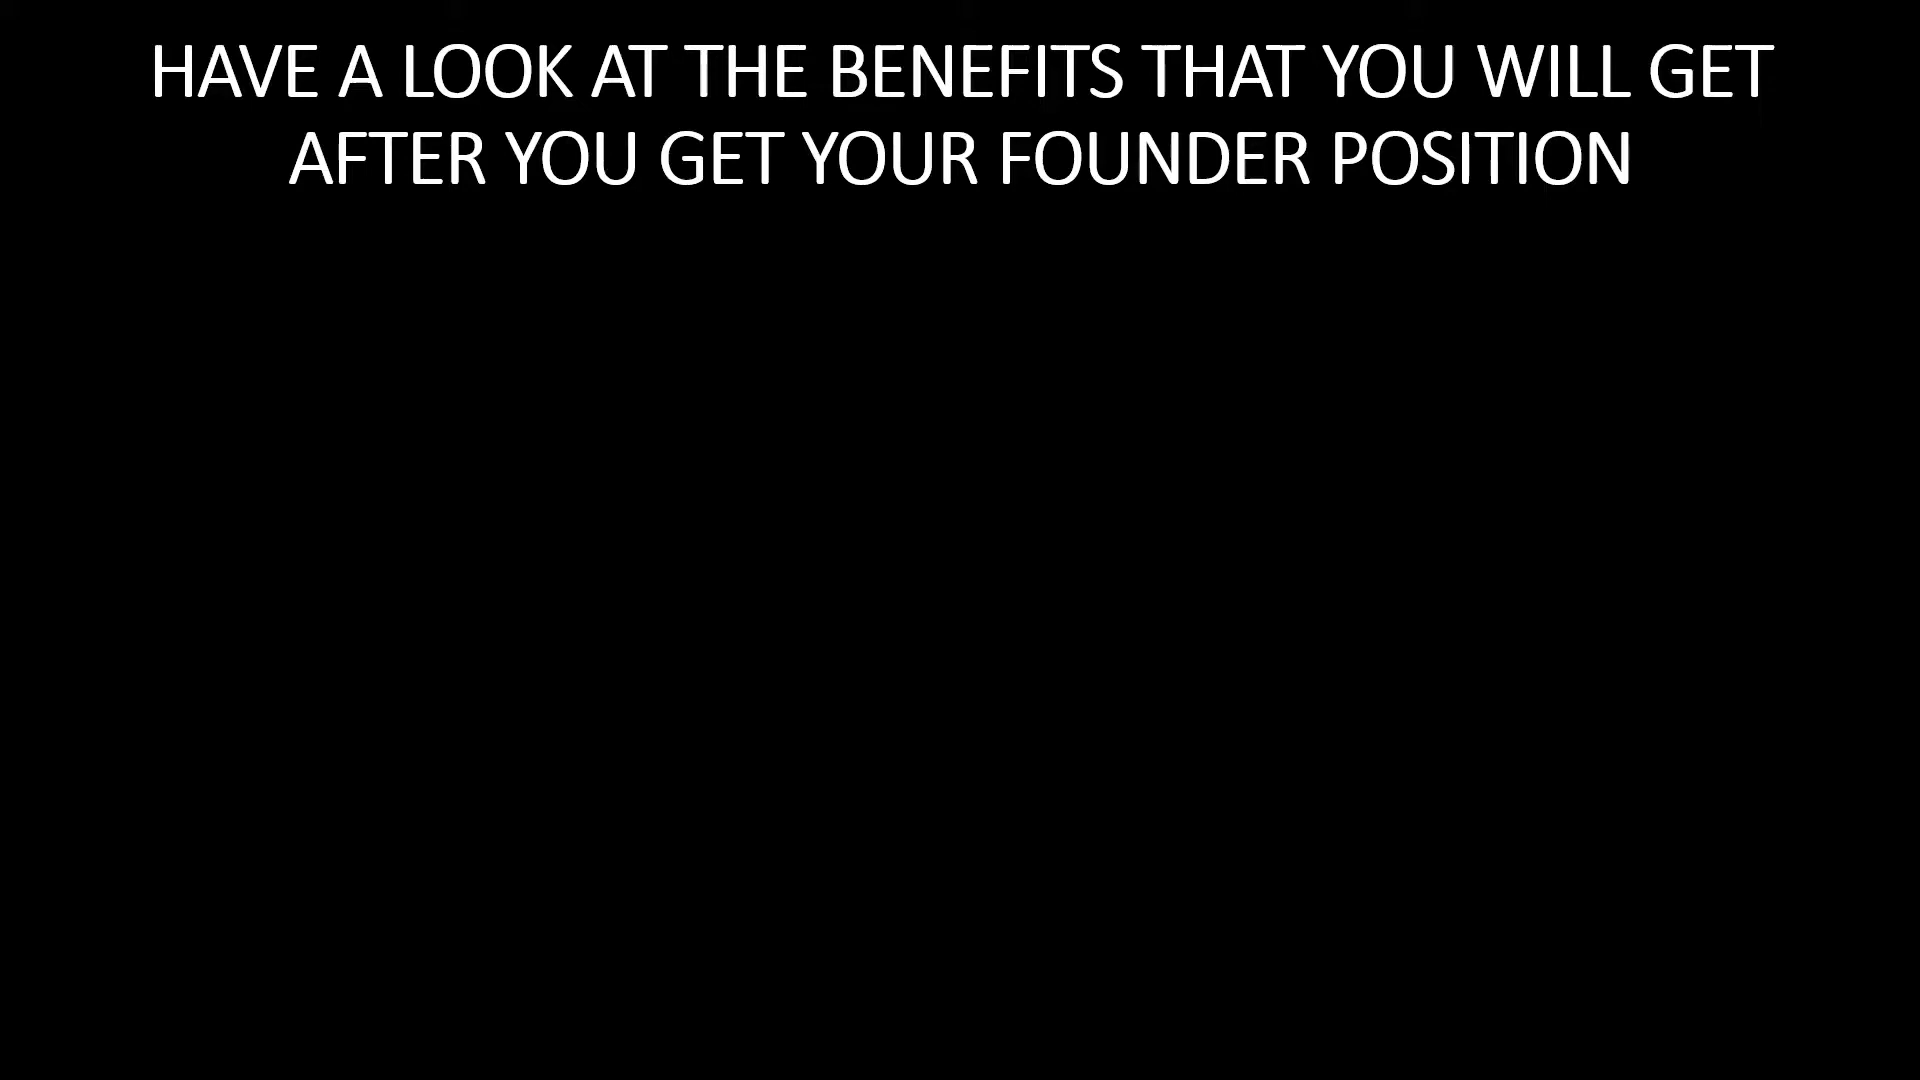 HAVE A LOOK AT THE BENEFITS THAT YOU WILL GET
AFTER YOU GET YOUR FOUNDER POSITION